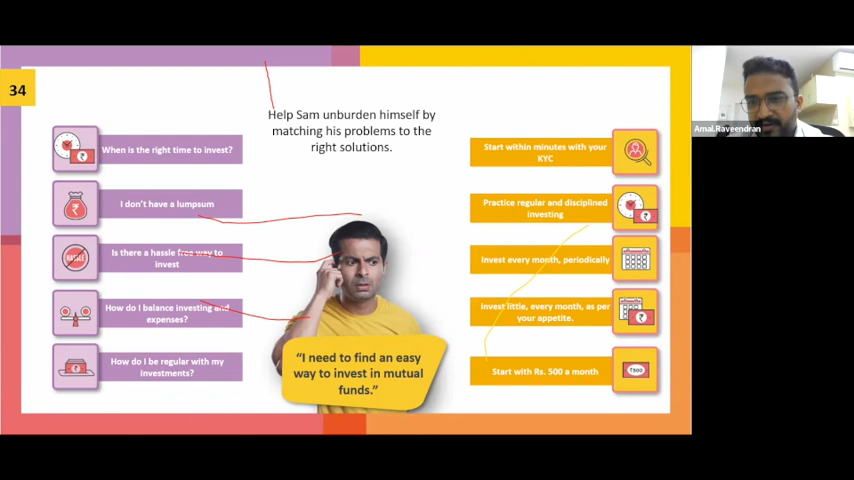 34
Help Sam unburden himself by
matching his problems to the
right solutions.
When is the right time to invest?
I don't have a lumpsum
Is there a hassle free way to
invest
How do I balance investing and
expenses?
How do I be regular with my
investments?
HASSLE
"I need to find an easy
way to invest in mutual
funds."
Start within minutes with your
KYC
Practice regular and disciplined
investing
Invest every month, periodically
Invest little, every month, as per
your appetite.
Start with Rs. 500 a month
₹500
Amal.Raveendran